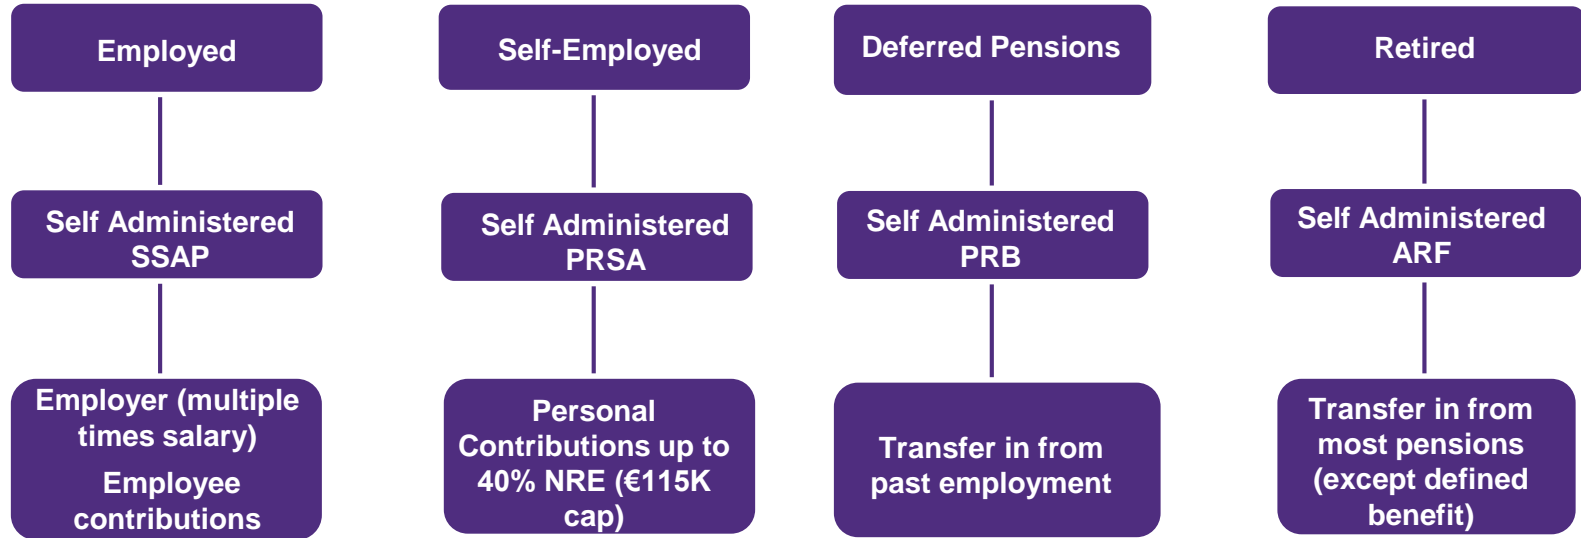 Employed
Self-Employed
Deferred Pensions
Retired
Self Administered
SSAP
Self Administered
PRSA
Self Administered
PRB
Self Administered
ARF
Employer (multiple
times salary)
Employee
contributions
Personal
Contributions up to
40% NRE (€115K
cap)
Transfer in from
past employment
Transfer in from
most pensions
(except defined
benefit)